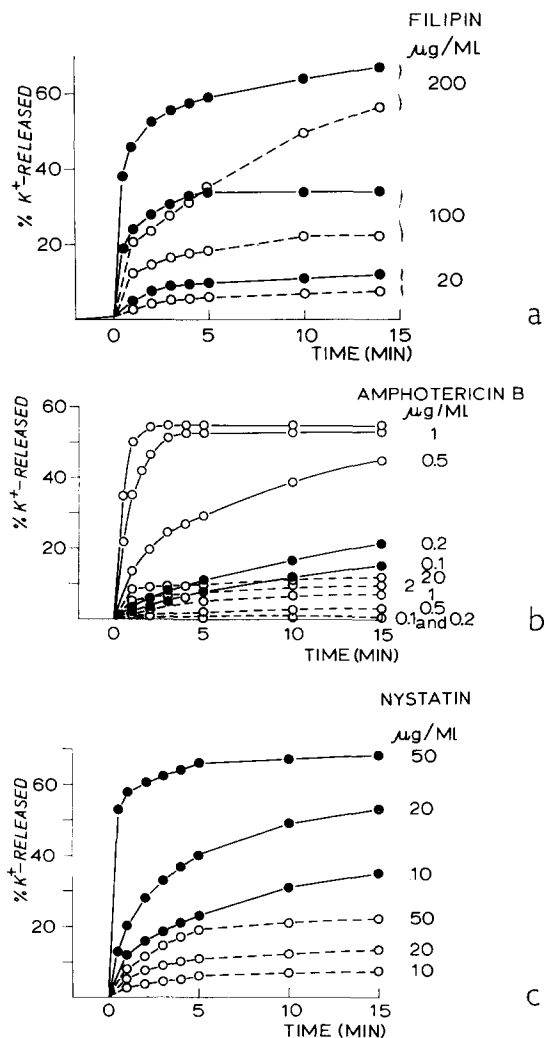 FILIPIN
µg/Ml
200
100
20
% K⁺-RELEASED
60
40
20
0
5
10
15
TIME (MIN)
a
AMPHOTERICIN B
µg/Ml
1
0.5
0.2
0.1
20
2
1
0.5
0.1 and 0.2
% K⁺-RELEASED
60
40
20
0
5
10
15
TIME (MIN)
b
NYSTATIN
µg/Ml
50
20
10
50
20
10
% K⁺-RELEASED
60
40
20
0
5
10
15
TIME (MIN)
c